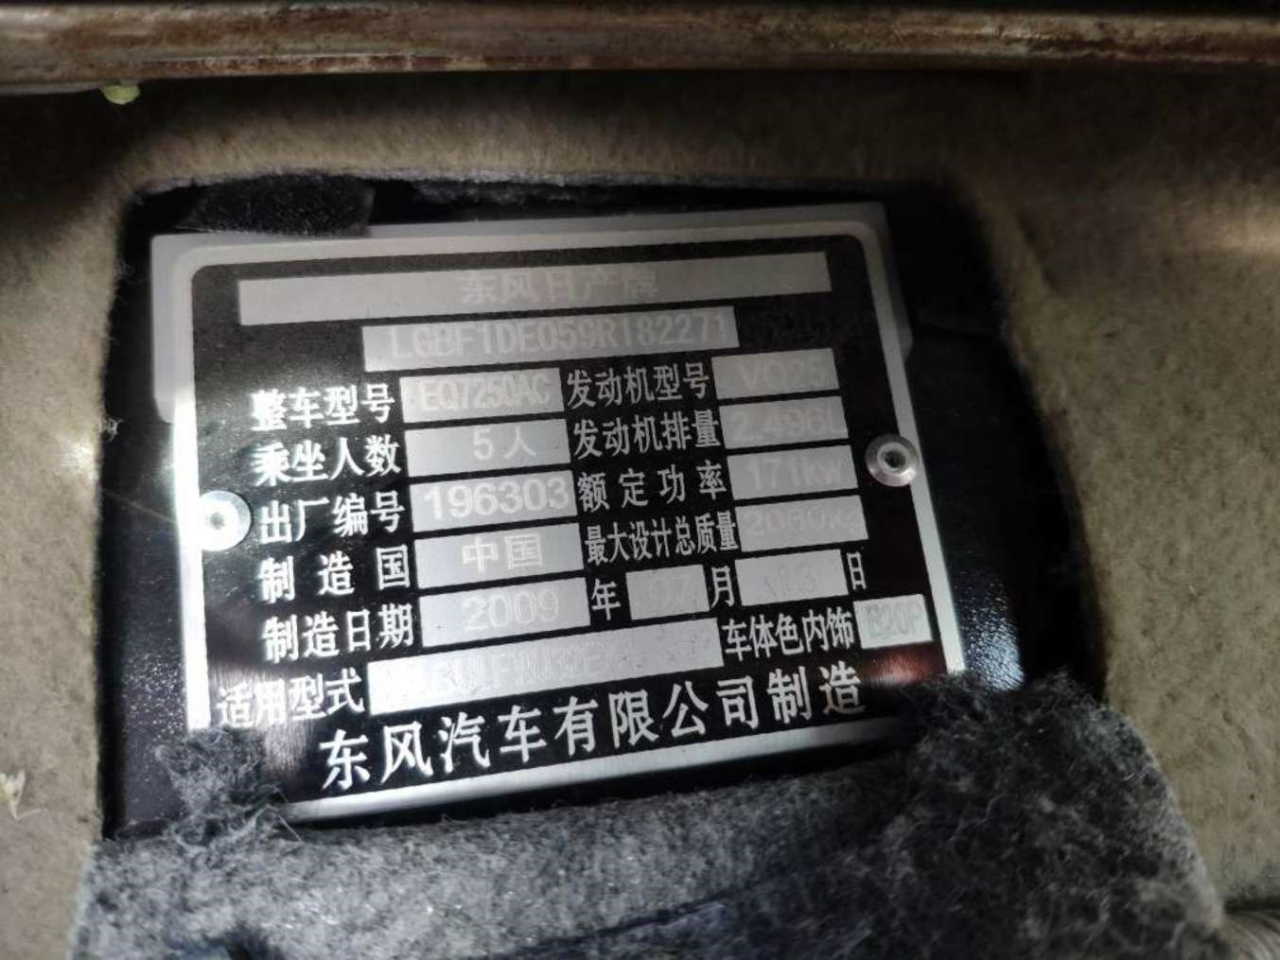 东风日产牌
LGBF1DE059R182271
整车型号 EQ7250AC 发动机型号 VQ25
乘坐人数 5人 发动机排量 2.496L
出厂编号 196303 额定功率 171kw
制造国 中国 最大设计总质量
制造日期 2009 年 07 月 13 日
适用型式 车体色内饰
东风汽车有限公司制造